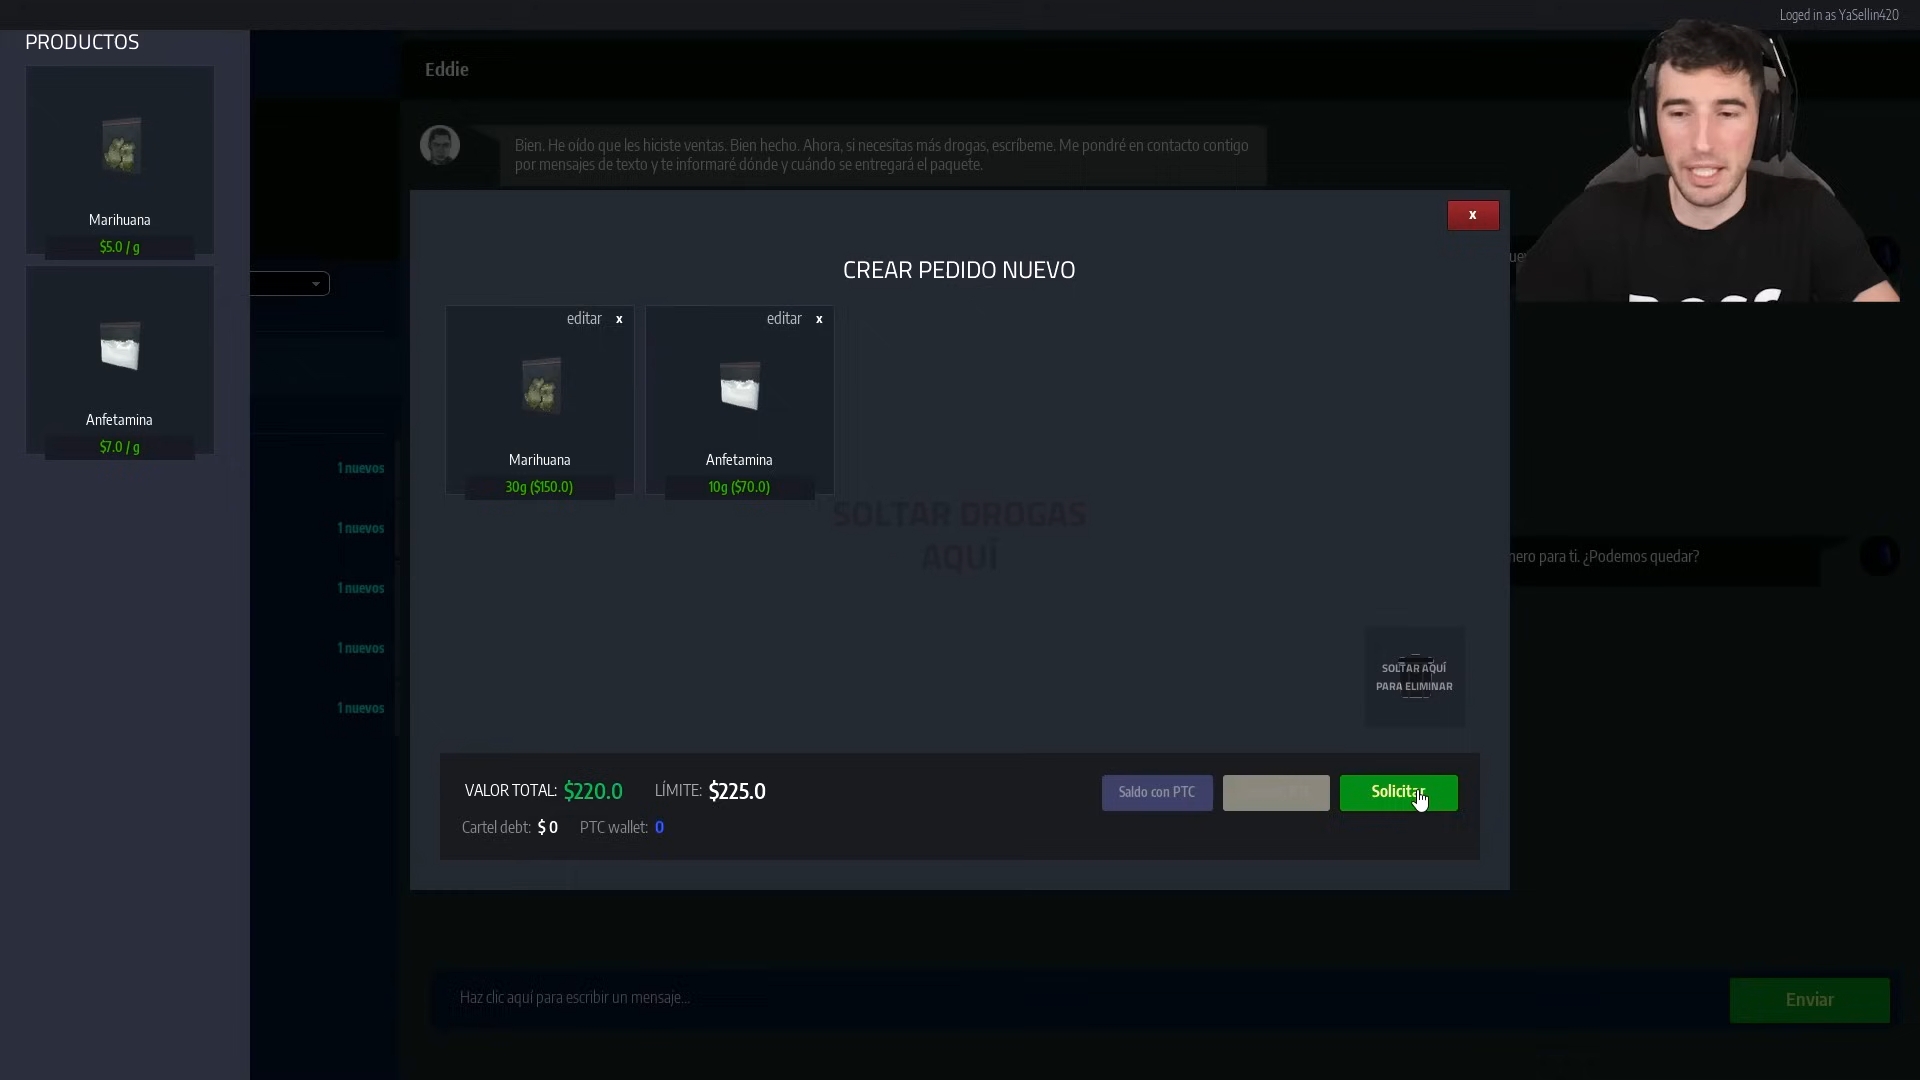 Loged in as YaSellin420
PRODUCTOS
Marihuana
$5.0 / g
Anfetamina
$7.0 / g
1 nuevos
1 nuevos
1 nuevos
1 nuevos
1 nuevos
Eddie
Bien. He oído que les hiciste ventas. Bien hecho. Ahora, si necesitas más drogas, escríbeme. Me pondré en contacto contigo
por mensajes de texto y te informaré dónde y cuándo se entregará el paquete.
x
CREAR PEDIDO NUEVO
editar x
editar x
Marihuana
30g ($150.0)
Anfetamina
10g ($70.0)
SOLTAR DROGAS
AQUÍ
para ti. ¿Podemos quedar?
SOLTAR AQUÍ
PARA ELIMINAR
VALOR TOTAL: $220.0 LÍMITE: $225.0
Saldo con PTC
Solicitar
Cartel debt: $ 0 PTC wallet: 0
Haz clic aquí para escribir un mensaje...
Enviar